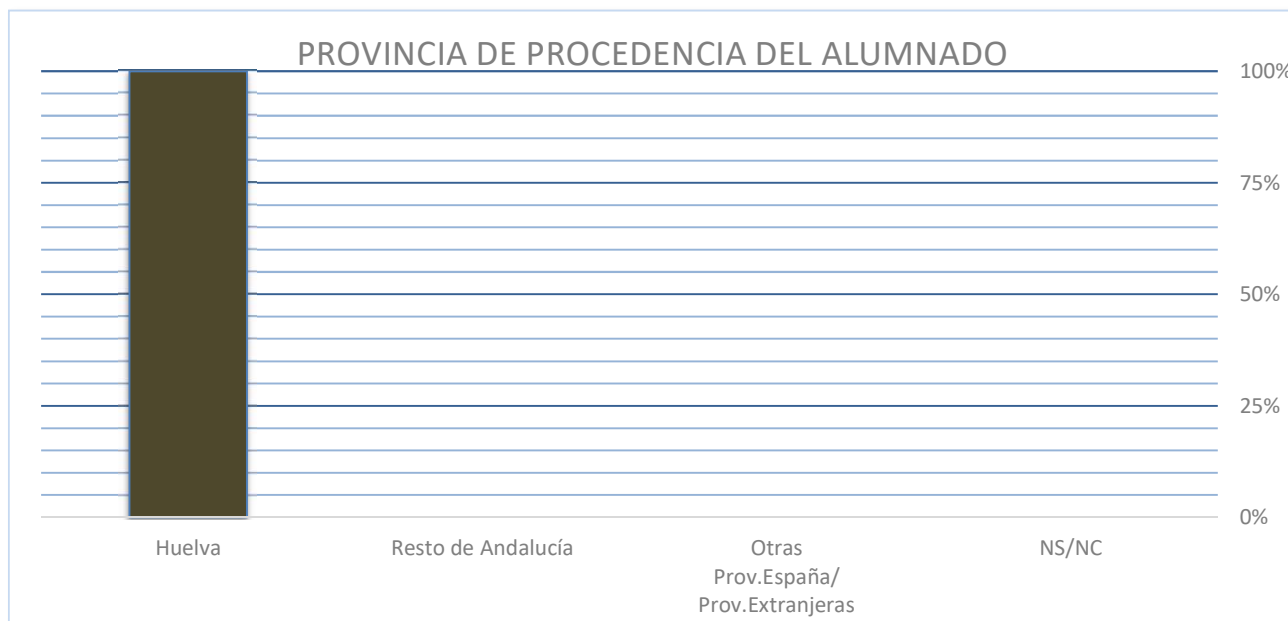 PROVINCIA DE PROCEDENCIA DEL ALUMNADO
100%
75%
50%
25%
0%
Huelva
Resto de Andalucía
Otras
Prov.España/
Prov.Extranjeras
NS/NC